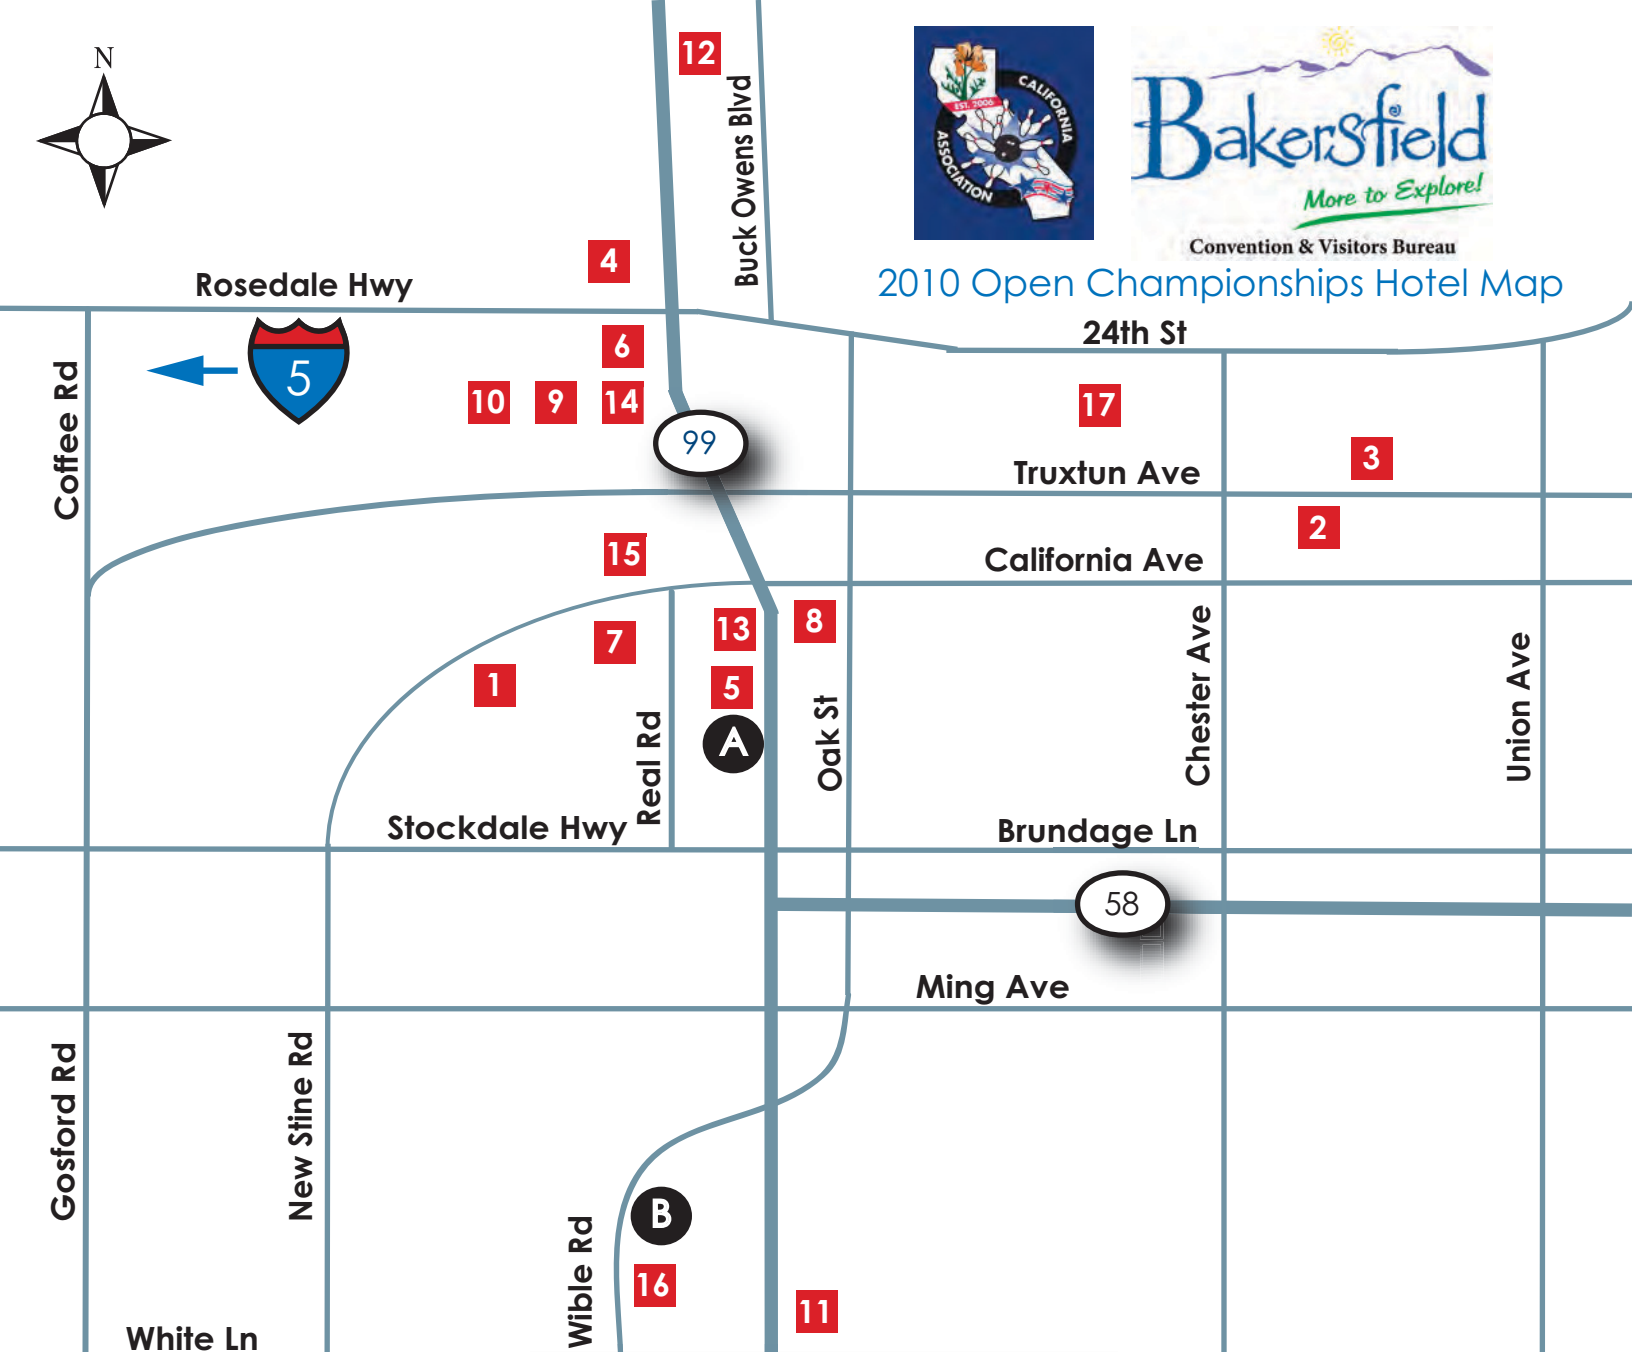 N
12
Buck Owens Blvd
EST. 2006
CALIFORNIA
ASSOCIATION
Bakersfield
More to Explore!
Convention & Visitors Bureau
2010 Open Championships Hotel Map
4
Rosedale Hwy
24th St
5
6
10
9
14
17
Coffee Rd
99
3
Truxtun Ave
2
15
California Ave
13
8
7
1
5
A
Real Rd
Oak St
Chester Ave
Union Ave
Stockdale Hwy
Brundage Ln
58
Ming Ave
Gosford Rd
New Stine Rd
B
Wible Rd
16
11
White Ln